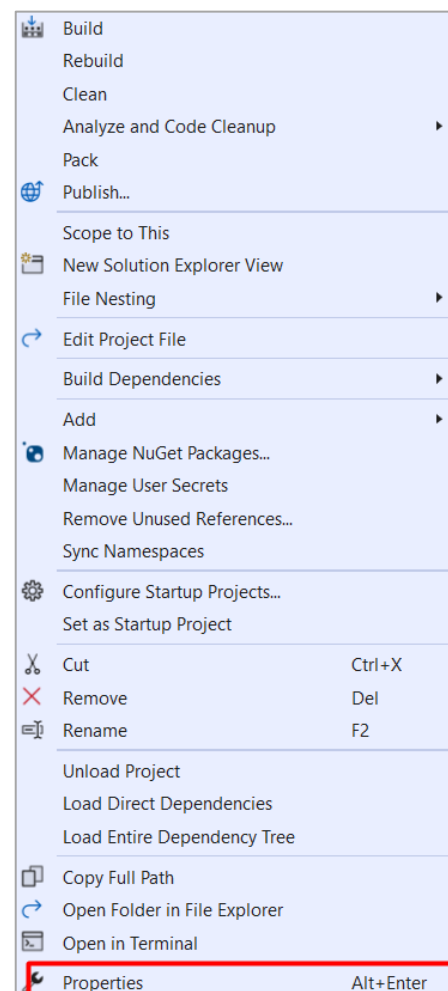 Build
Rebuild
Clean
Analyze and Code Cleanup
Pack
Publish...
Scope to This
New Solution Explorer View
File Nesting
Edit Project File
Build Dependencies
Add
Manage NuGet Packages...
Manage User Secrets
Remove Unused References...
Sync Namespaces
Configure Startup Projects...
Set as Startup Project
Cut Ctrl+X
Remove Del
Rename F2
Unload Project
Load Direct Dependencies
Load Entire Dependency Tree
Copy Full Path
Open Folder in File Explorer
Open in Terminal
Properties Alt+Enter